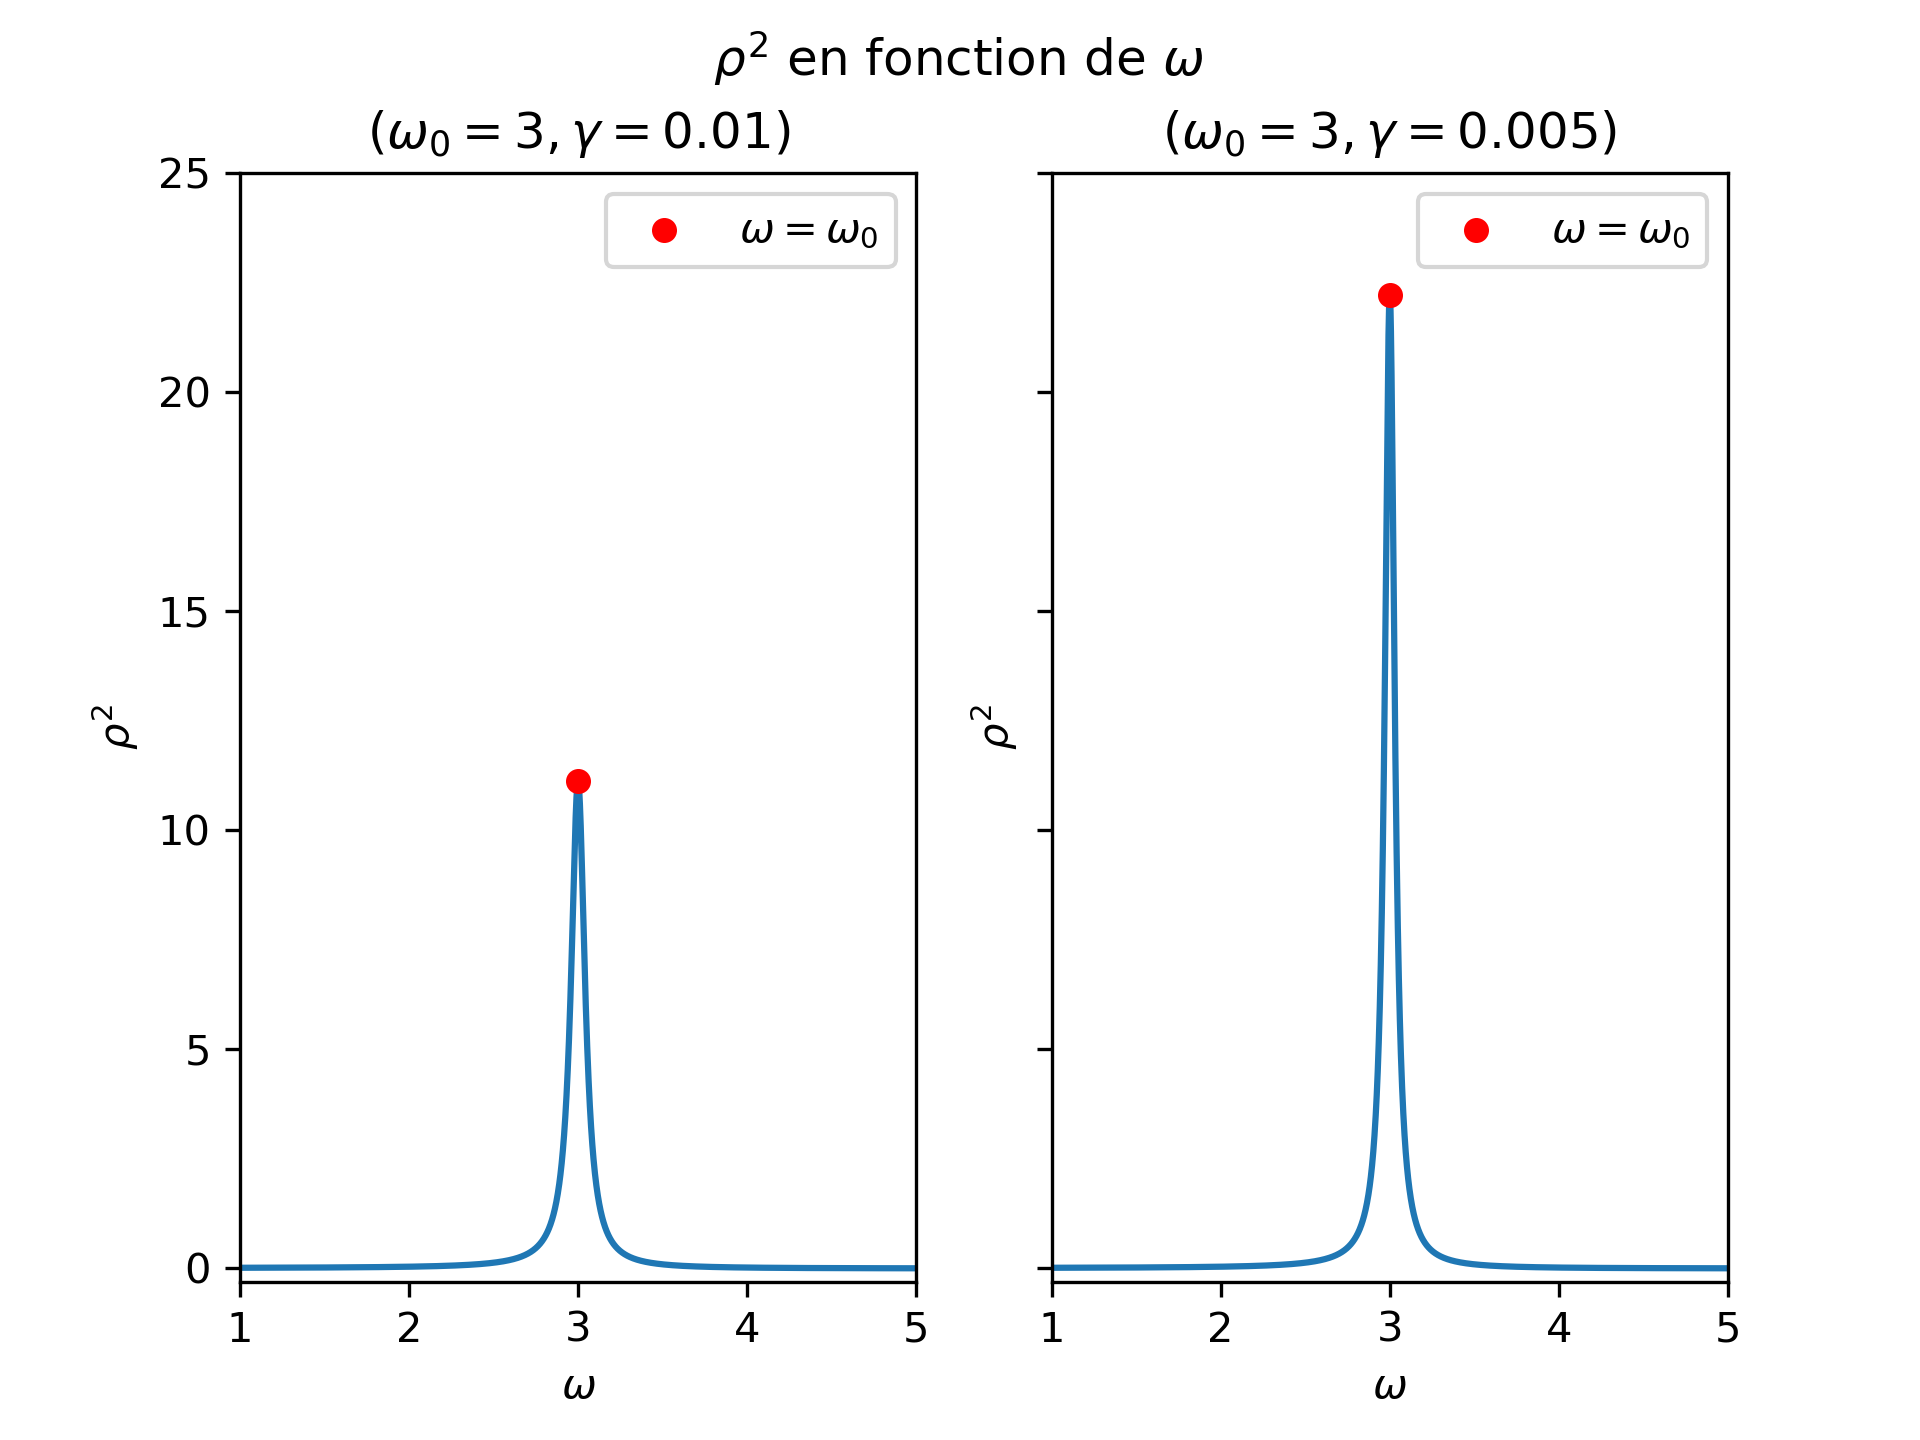 ρ² en fonction de ω
(ω₀ = 3, γ = 0.01)
(ω₀ = 3, γ = 0.005)
25
20
15
10
5
0
ρ²
ω = ω₀
1 2 3 4 5
ω
ρ²
ω = ω₀
1 2 3 4 5
ω